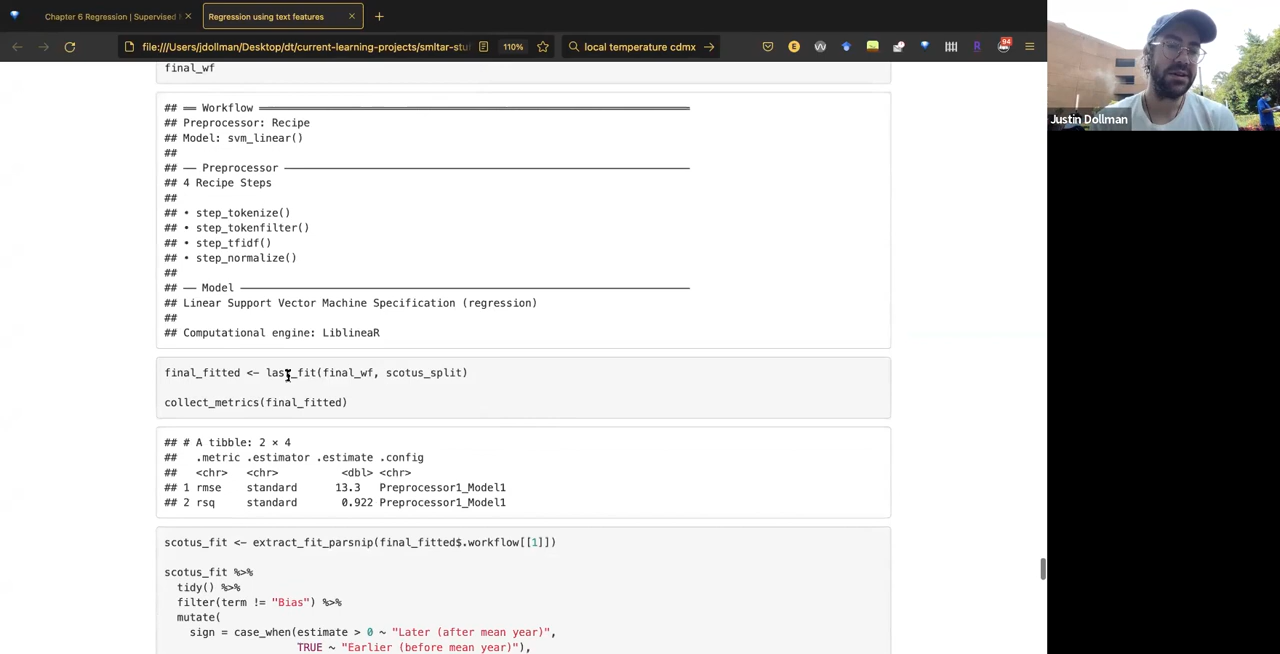 Chapter 6 Regression | Supervised
Regression using text features
file:///Users/jdollman/Desktop/dt/current-learning-projects/smltar-stu
110%
local temperature cdmx
94
final_wf
## ══ Workflow ══════════════════════════════════════════
## Preprocessor: Recipe
## Model: svm_linear()
##
## ── Preprocessor ──────────────────────────────────────
## 4 Recipe Steps
##
## • step_tokenize()
## • step_tokenfilter()
## • step_tfidf()
## • step_normalize()
##
## ── Model ─────────────────────────────────────────────
## Linear Support Vector Machine Specification (regression)
##
## Computational engine: LiblineaR
final_fitted <- last_fit(final_wf, scotus_split)
collect_metrics(final_fitted)
## # A tibble: 2 × 4
##   .metric .estimator .estimate .config
##   <chr>   <chr>          <dbl> <chr>
## 1 rmse    standard      13.3   Preprocessor1_Model1
## 2 rsq     standard       0.922 Preprocessor1_Model1
scotus_fit <- extract_fit_parsnip(final_fitted$.workflow[[1]])
scotus_fit %>%
  tidy() %>%
  filter(term != "Bias") %>%
  mutate(
    sign = case_when(estimate > 0 ~ "Later (after mean year)",
                     TRUE ~ "Earlier (before mean year)"),
Justin Dollman